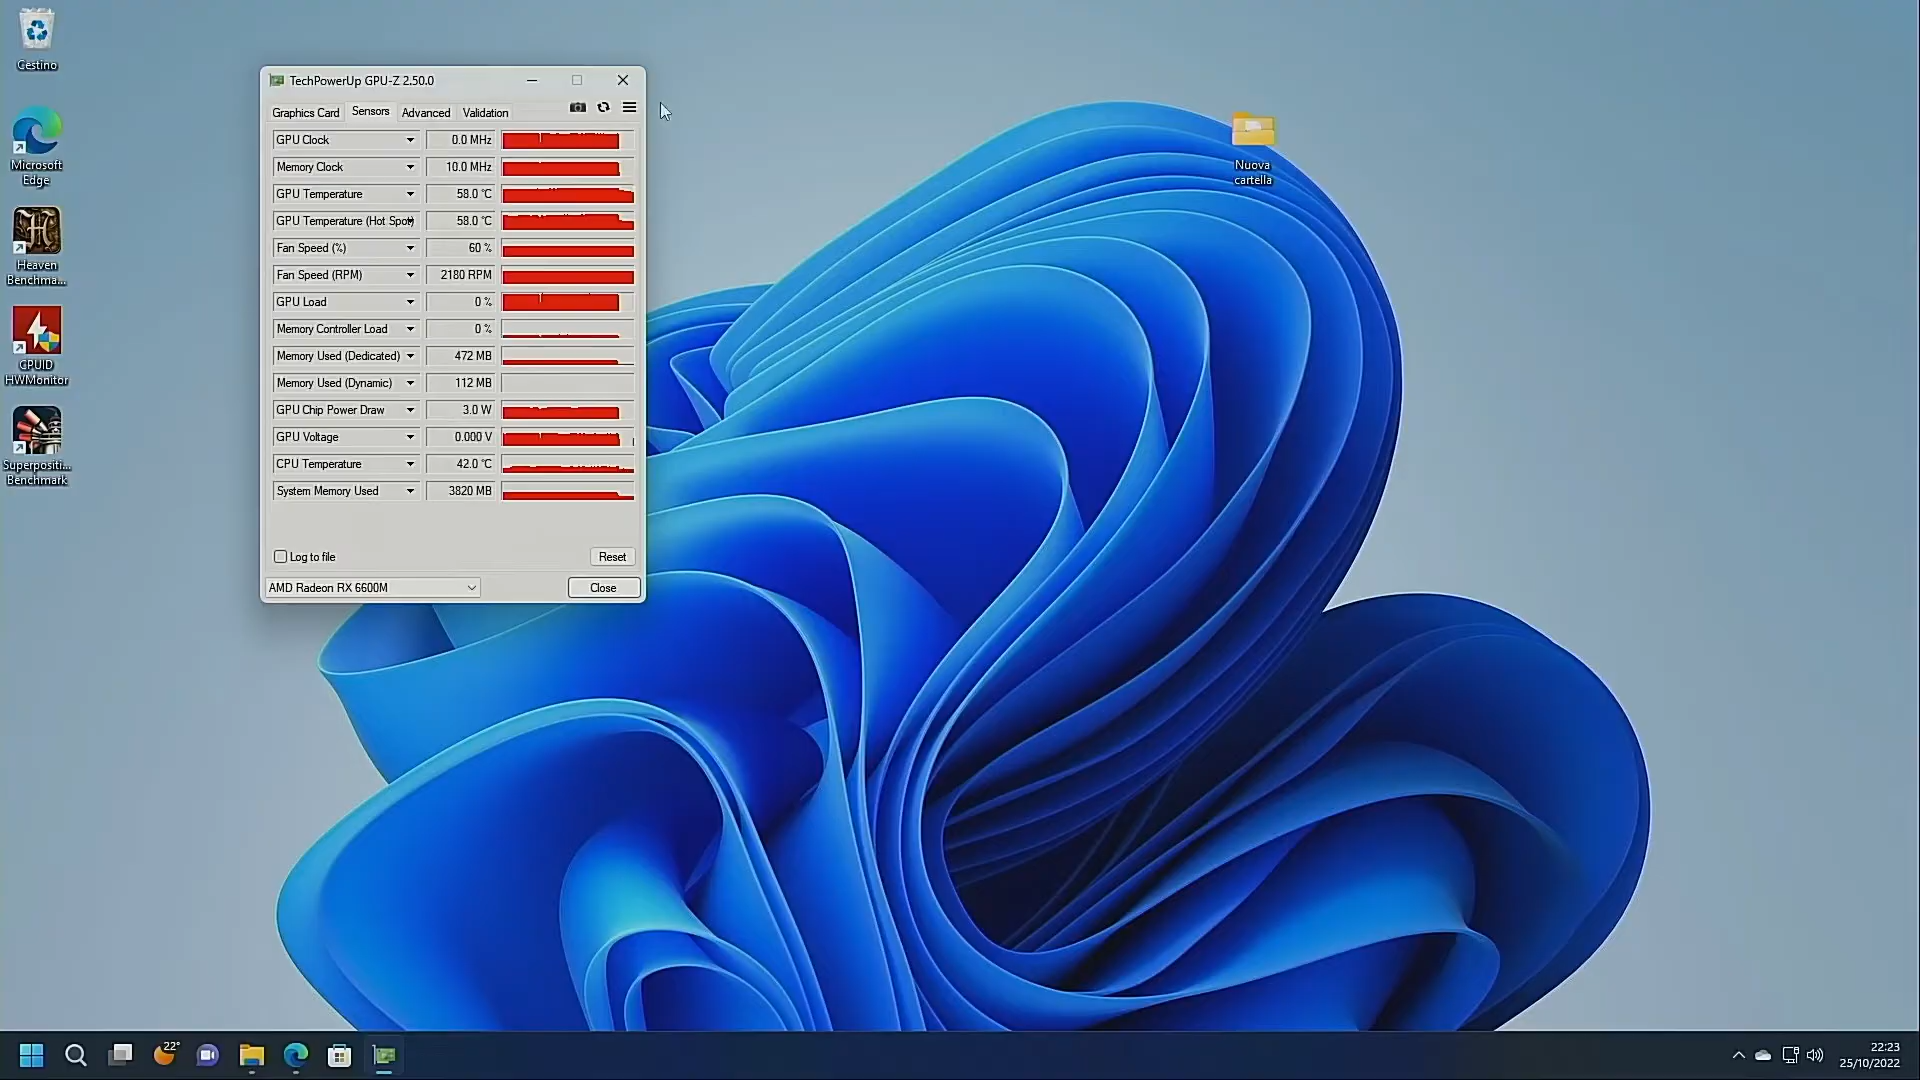 Cestino
Microsoft
Edge
Heaven
Benchma...
CPUID
HWMonitor
Superpositi...
Benchmark
TechPowerUp GPU-Z 2.50.0
Graphics Card Sensors Advanced Validation
GPU Clock 0.0 MHz
Memory Clock 10.0 MHz
GPU Temperature 58.0 °C
GPU Temperature (Hot Spot) 58.0 °C
Fan Speed (%) 60 %
Fan Speed (RPM) 2180 RPM
GPU Load 0 %
Memory Controller Load 0 %
Memory Used (Dedicated) 472 MB
Memory Used (Dynamic) 112 MB
GPU Chip Power Draw 3.0 W
GPU Voltage 0.000 V
CPU Temperature 42.0 °C
System Memory Used 3820 MB
Log to file Reset
AMD Radeon RX 6600M Close
Nuova
cartella
22°
22:23
25/10/2022